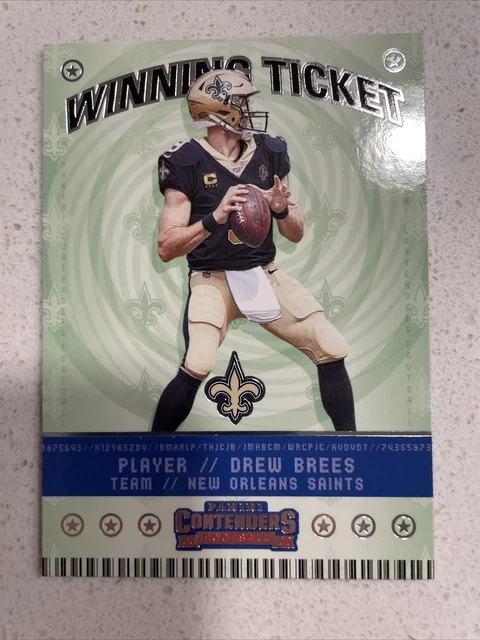 WINNING TICKET
C
PLAYER // DREW BREES
TEAM // NEW ORLEANS SAINTS
PANINI
CONTENDERS
FOOTBALL